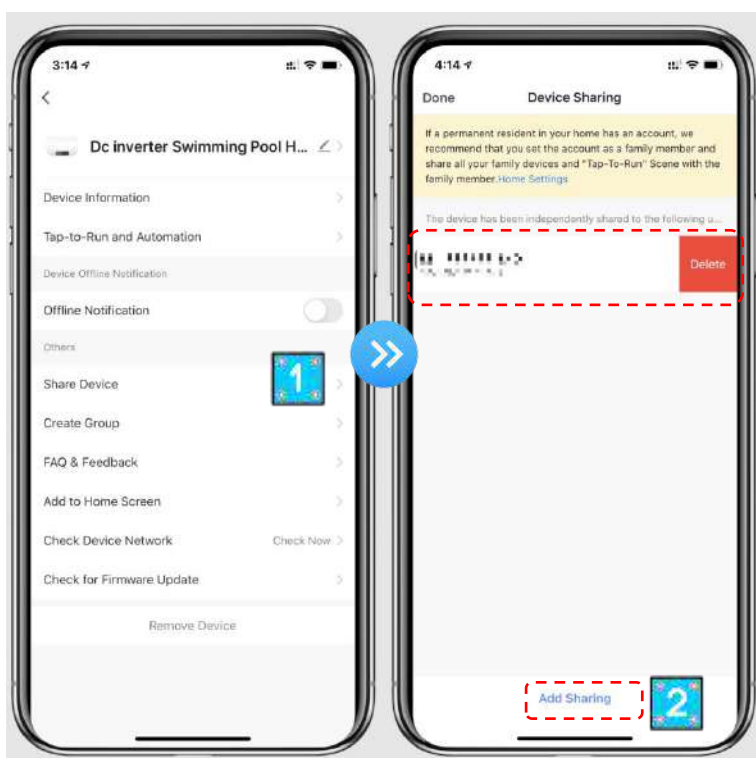 3:14
Dc inverter Swimming Pool H...
Device Information
Tap-to-Run and Automation
Device Offline Notification
Offline Notification
Others
Share Device
1
Create Group
FAQ & Feedback
Add to Home Screen
Check Device Network Check Now
Check for Firmware Update
Remove Device
4:14
Done Device Sharing
If a permanent resident in your home has an account, we
recommend that you set the account as a family member and
share all your family devices and "Tap-To-Run" Scene with the
family member.Home Settings
The device has been independently shared to the following u...
Delete
Add Sharing
2